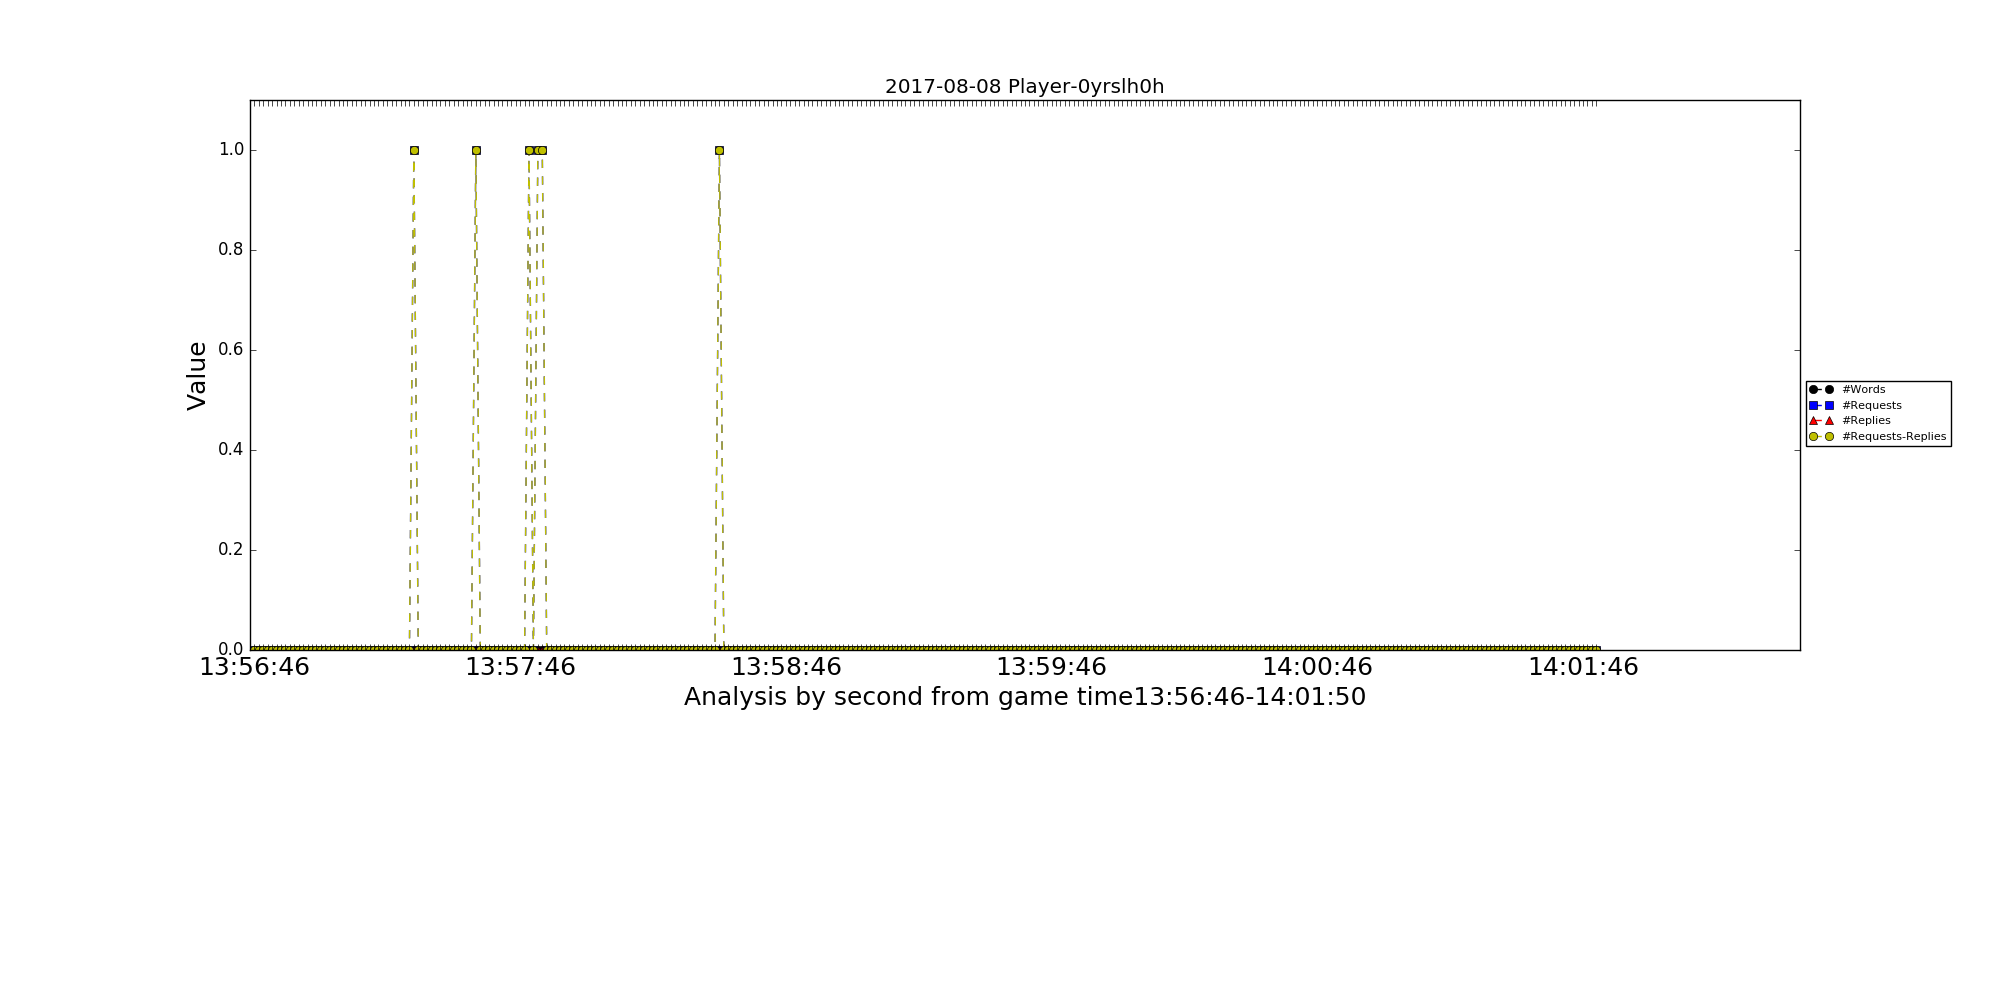 2017-08-08 Player-0yrslh0h
1.0
0.8
0.6
0.4
0.2
0.0
Value
13:56:46 13:57:46 13:58:46 13:59:46 14:00:46 14:01:46
Analysis by second from game time13:56:46-14:01:50
#Words
#Requests
#Replies
#Requests-Replies